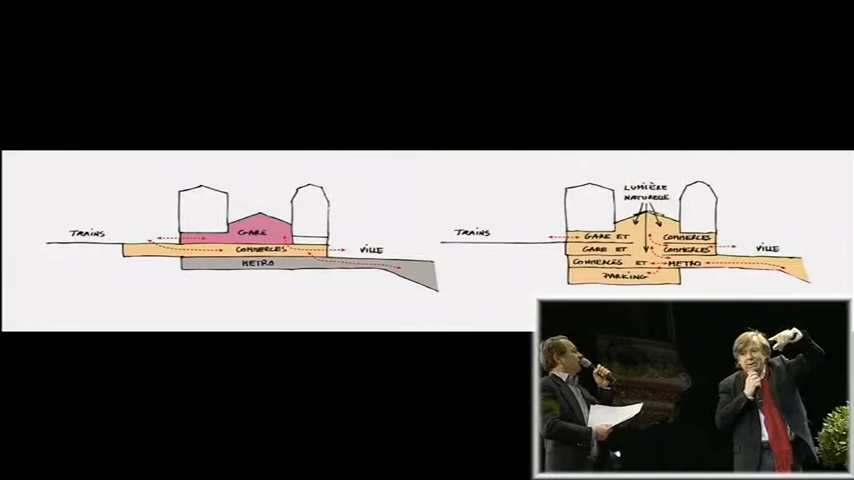 TRAINS
GARE
COMMERCES
VILLE
METRO
TRAINS
LUMIÈRE
NATURELLE
GARE ET COMMERCES
GARE ET COMMERCES
VILLE
COMMERCES ET METRO
PARKING